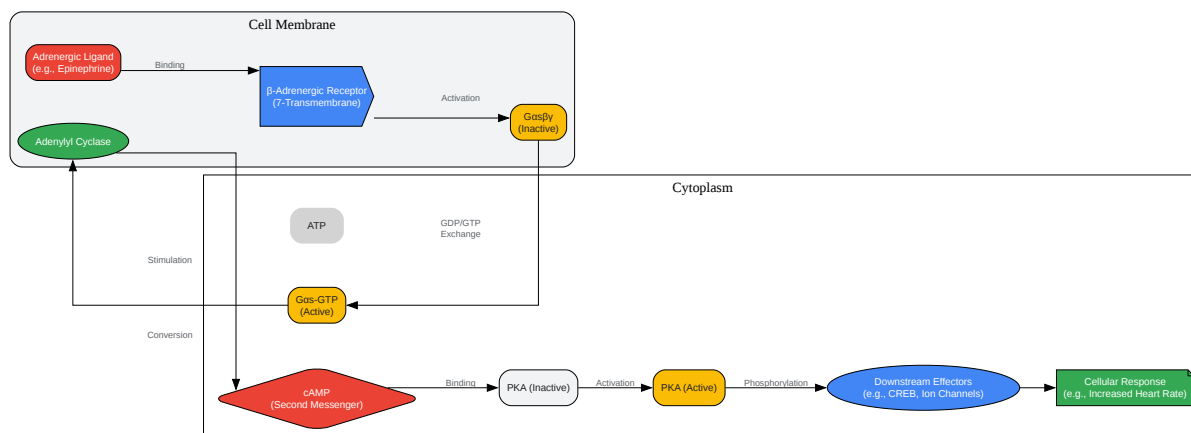 Cell Membrane
Adrenergic Ligand
(e.g., Epinephrine)
Binding
β-Adrenergic Receptor
(7-Transmembrane)
Activation
Gαsβγ
(Inactive)
Adenylyl Cyclase
Cytoplasm
ATP
GDP/GTP
Exchange
Stimulation
Gαs-GTP
(Active)
Conversion
cAMP
(Second Messenger)
Binding
PKA (Inactive)
Activation
PKA (Active)
Phosphorylation
Downstream Effectors
(e.g., CREB, Ion Channels)
Cellular Response
(e.g., Increased Heart Rate)